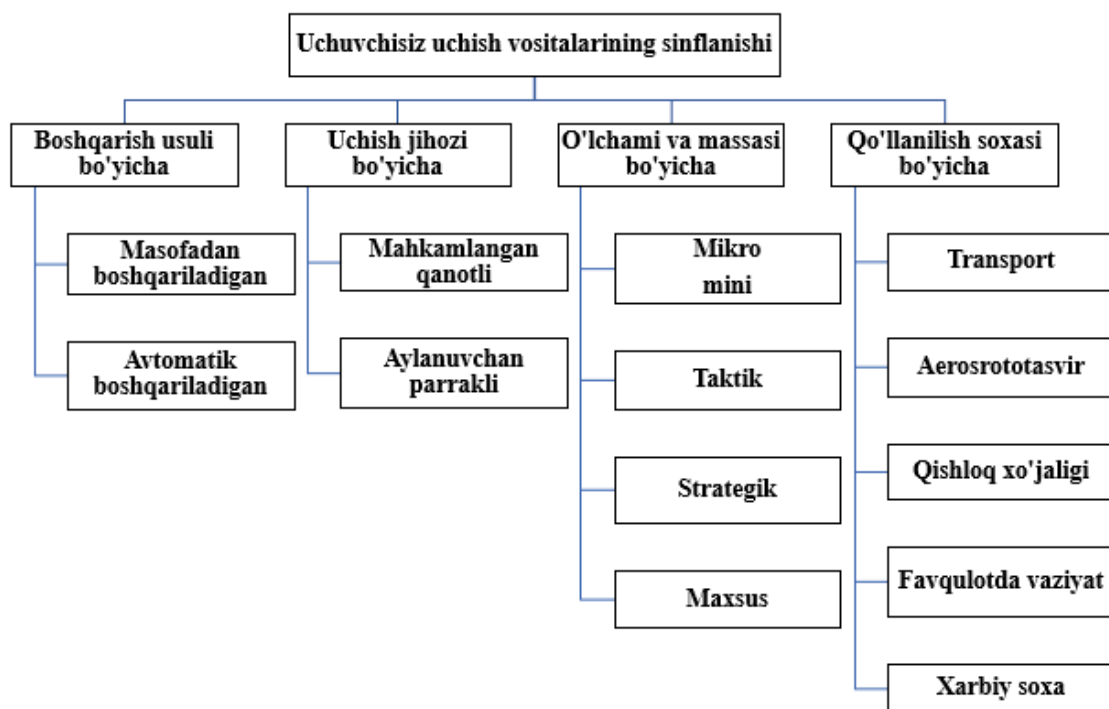 Uchuvchisiz uchish vositalarining sinflanishi
Boshqarish usuli
bo'yicha
Masofadan
boshqariladigan
Avtomatik
boshqariladigan
Uchish jihozi
bo'yicha
Mahkamlangan
qanotli
Aylanuvchan
parrakli
O'lchami va massasi
bo'yicha
Mikro
mini
Taktik
Strategik
Maxsus
Qo'llanilish soxasi
bo'yicha
Transport
Aerosrototasvir
Qishloq xo'jaligi
Favqulotda vaziyat
Xarbiy soxa